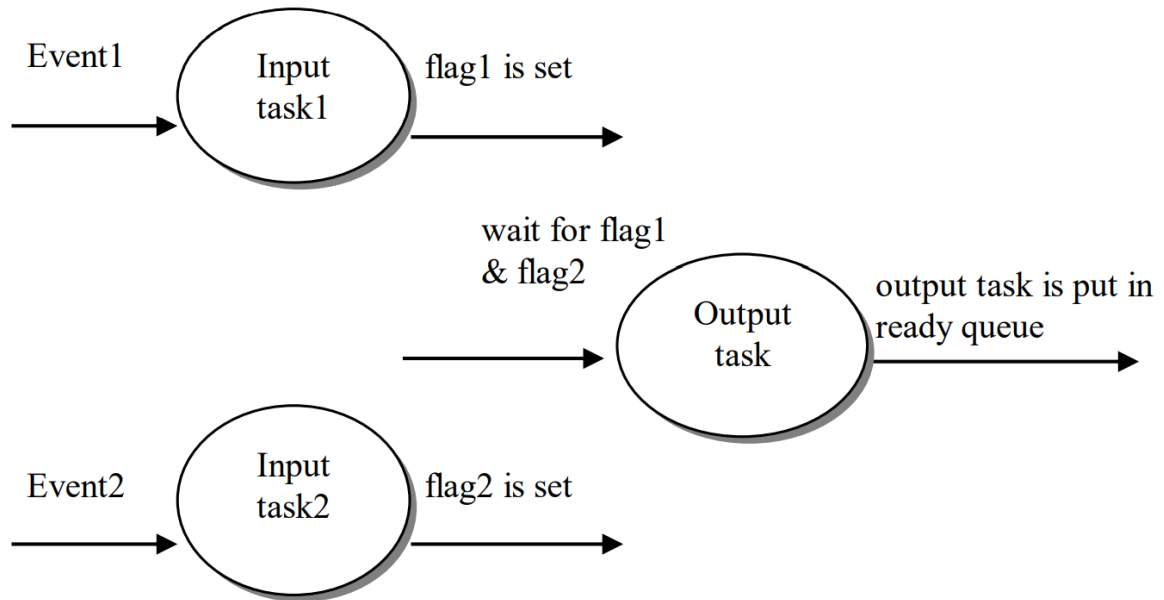 Event1
Input
task1
flag1 is set
wait for flag1
& flag2
Output
task
output task is put in
ready queue
Event2
Input
task2
flag2 is set